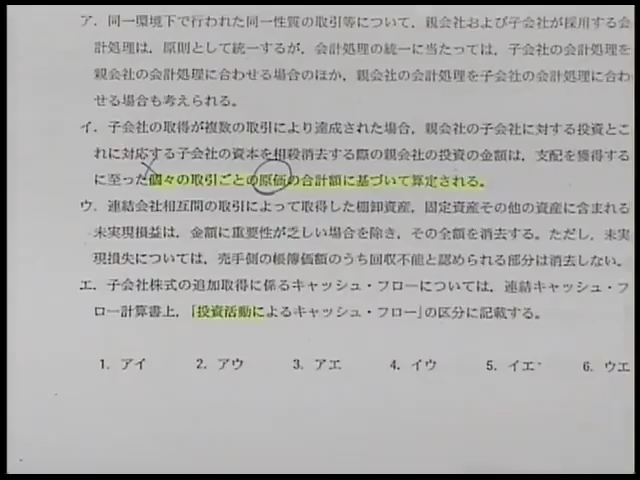 ア．同一環境下で行われた同一性質の取引等について，親会社および子会社が採用する会
計処理は，原則として統一するが，会計処理の統一に当たっては，子会社の会計処理を
親会社の会計処理に合わせる場合のほか，親会社の会計処理を子会社の会計処理に合わ
せる場合も考えられる。
イ．子会社の取得が複数の取引により達成された場合，親会社の子会社に対する投資とこ
れに対応する子会社の資本を相殺消去する際の親会社の投資の金額は，支配を獲得する
に至った個々の取引ごとの原価の合計額に基づいて算定される。
ウ．連結会社相互間の取引によって取得した棚卸資産，固定資産その他の資産に含まれる
未実現損益は，金額に重要性が乏しい場合を除き，その全額を消去する。ただし，未実
現損失については，売手側の帳簿価額のうち回収不能と認められる部分は消去しない。
エ．子会社株式の追加取得に係るキャッシュ・フローについては，連結キャッシュ・フ
ロー計算書上，「投資活動によるキャッシュ・フロー」の区分に記載する。
1．アイ 2．アウ 3．アエ 4．イウ 5．イエ 6．ウエ